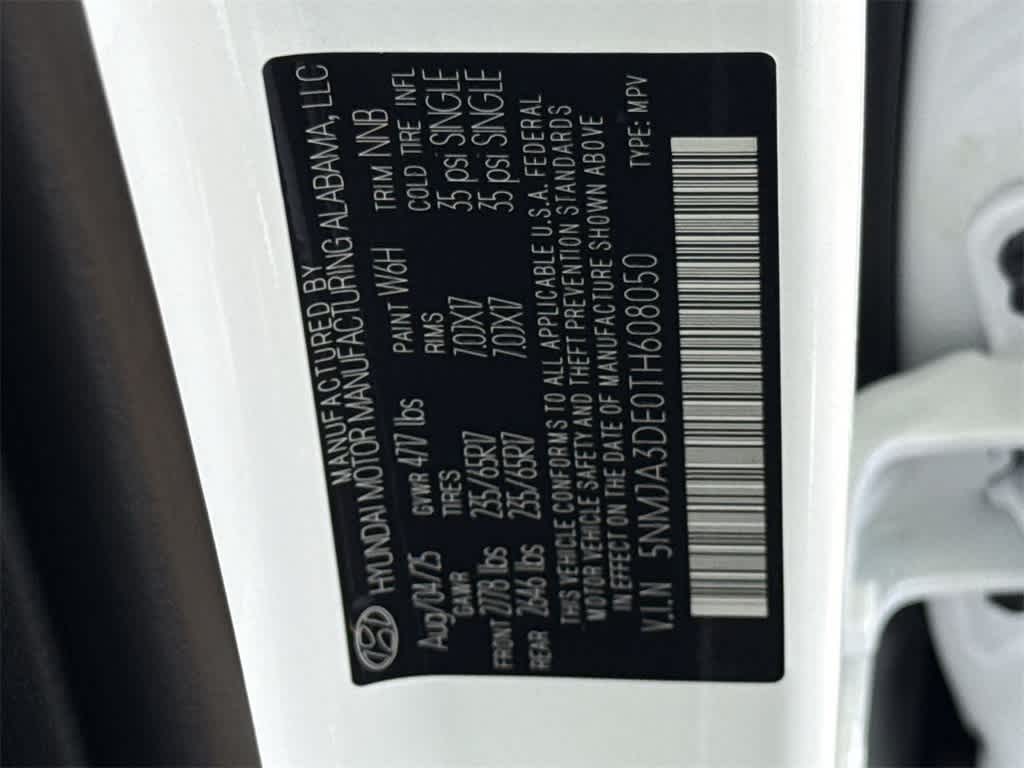 MANUFACTURED BY
HYUNDAI MOTOR MANUFACTURING ALABAMA, LLC
Aug/04/25 GVWR 4717 lbs PAINT W6H TRIM NNB
GAWR TIRES RIMS COLD TIRE INFL
FRONT 2778 lbs 235/65R17 7.0JX17 35 psi SINGLE
REAR 2646 lbs 235/65R17 7.0JX17 35 psi SINGLE
THIS VEHICLE CONFORMS TO ALL APPLICABLE U.S.A. FEDERAL
MOTOR VEHICLE SAFETY AND THEFT PREVENTION STANDARDS
IN EFFECT ON THE DATE OF MANUFACTURE SHOWN ABOVE
V.I.N 5NMJA3DE0TH608050 TYPE: MPV